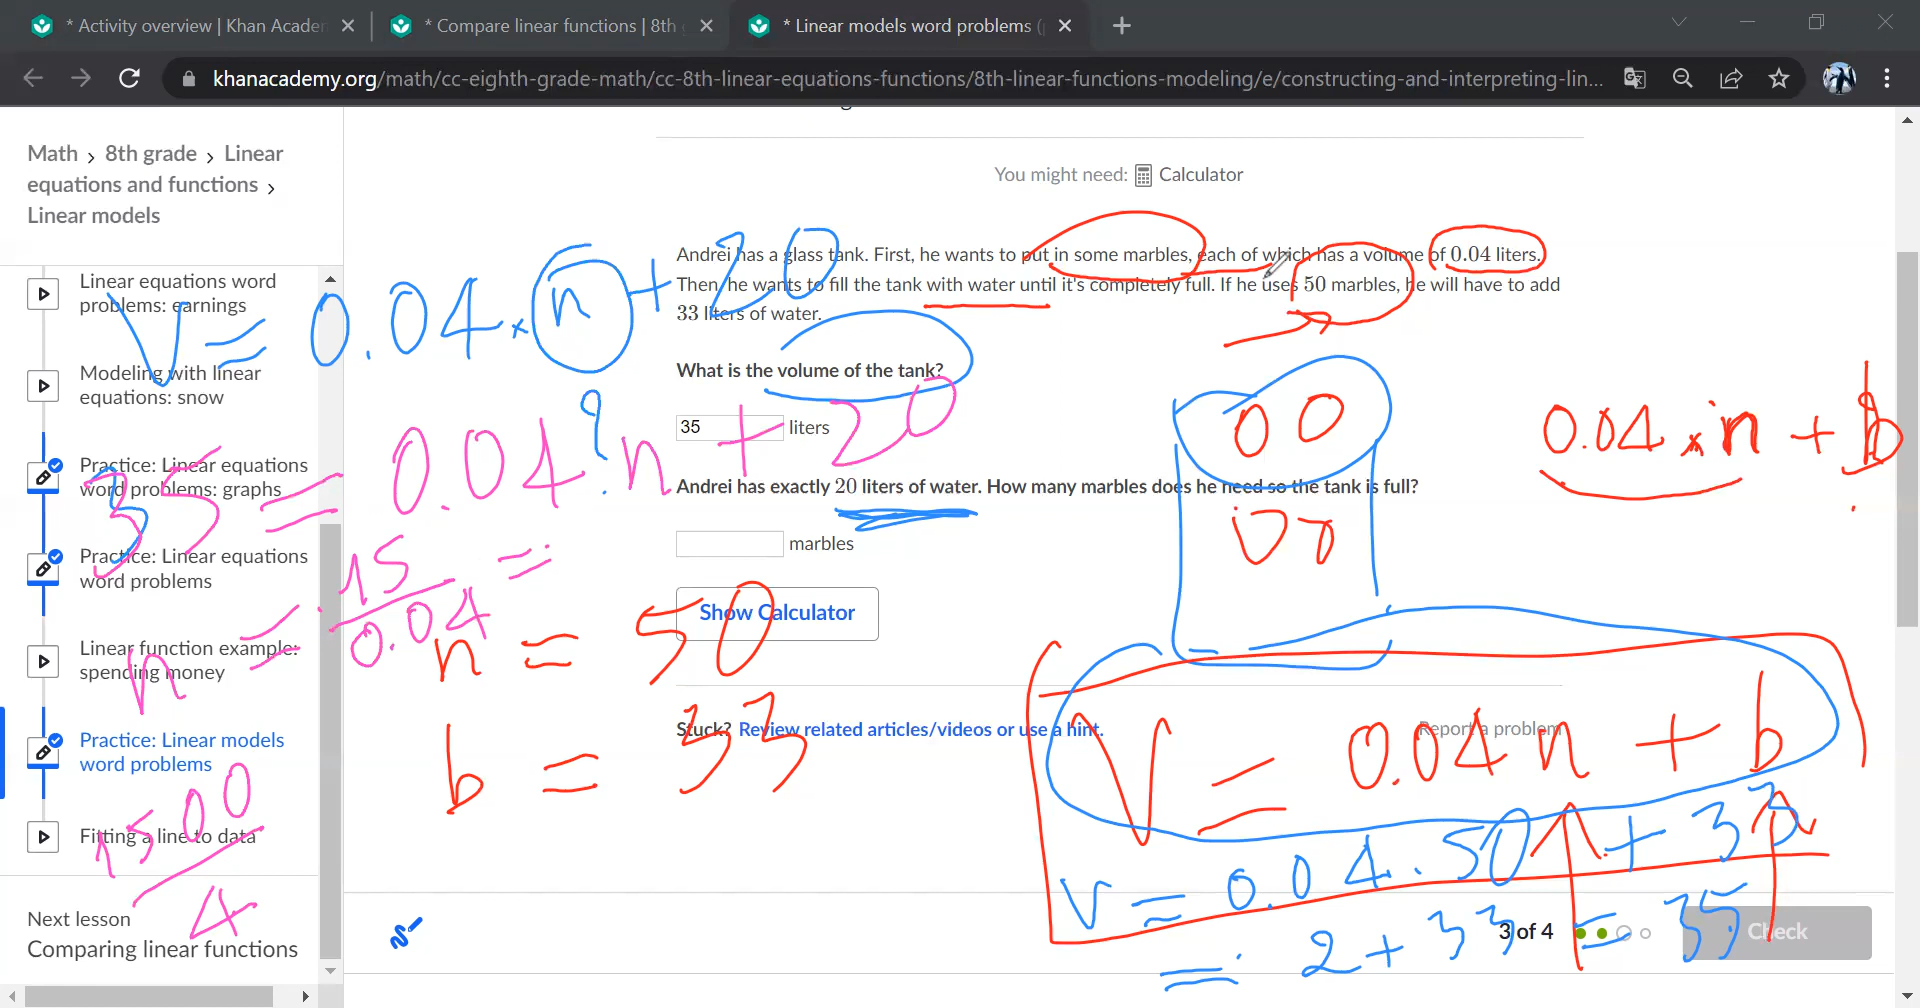 * Activity overview | Khan Acader
* Compare linear functions | 8th g
* Linear models word problems (p
khanacademy.org/math/cc-eighth-grade-math/cc-8th-linear-equations-functions/8th-linear-functions-modeling/e/constructing-and-interpreting-lin...
Math > 8th grade > Linear
equations and functions >
Linear models
Linear equations word
problems: earnings
Modeling with linear
equations: snow
Practice: Linear equations
word problems: graphs
Practice: Linear equations
word problems
Linear function example:
spending money
Practice: Linear models
word problems
Fitting a line to data
Next lesson
Comparing linear functions
You might need: Calculator
Andrei has a glass tank. First, he wants to put in some marbles, each of which has a volume of 0.04 liters.
Then, he wants to fill the tank with water until it's completely full. If he uses 50 marbles, he will have to add
33 liters of water.
What is the volume of the tank?
35 liters
Andrei has exactly 20 liters of water. How many marbles does he need so the tank is full?
marbles
Show Calculator
Stuck? Review related articles/videos or use a hint.
Report a problem
3 of 4
Check
V = 0.04 × n + 20
?
35 = 0.04 . n + 20
15 =
n = 0.04
1500
4
n = 50
b = 33
0.04 × n + b
V = 0.04n + b
V = 0.04 . 50 + 33
= 2 + 33 = 35